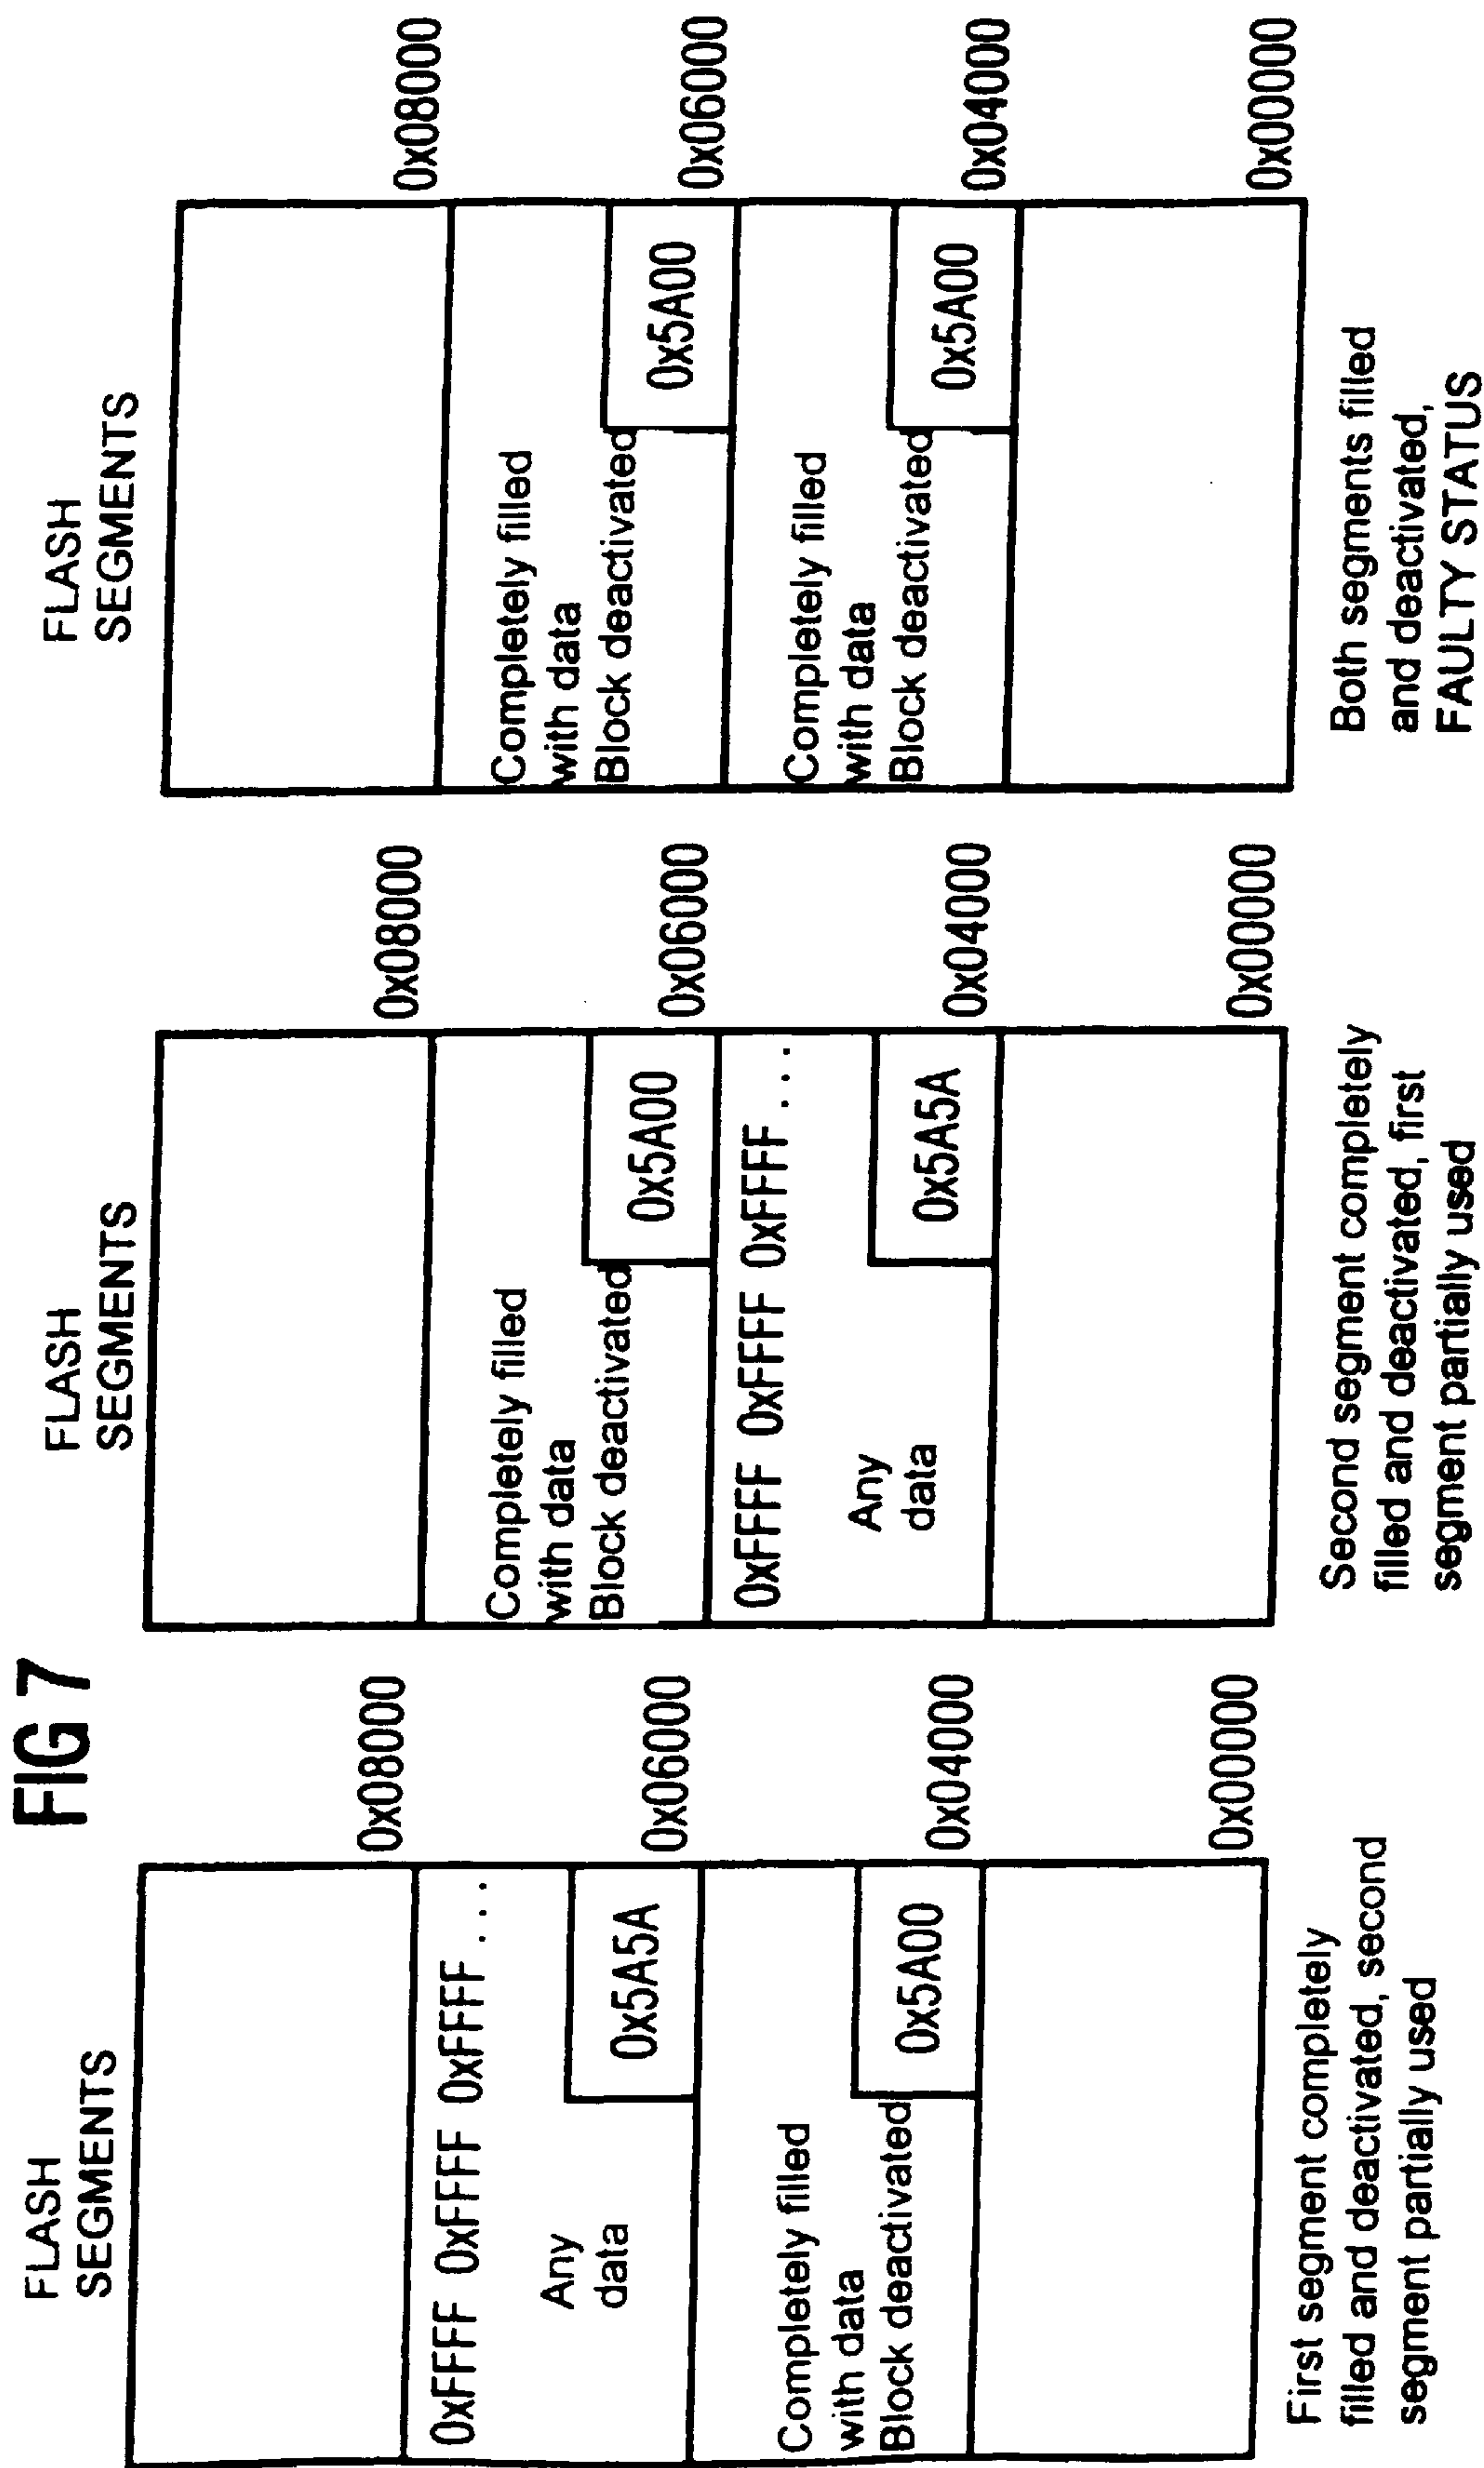 FIG 7
FLASH
SEGMENTS
0x08000
0xFFFF 0xFFFF 0xFFFF....
Any
data
0x5A5A
0x06000
Completely filled
with data
Block deactivated
0x5A00
0x04000
0x00000
First segment completely
filled and deactivated, second
segment partially used
FLASH
SEGMENTS
0x08000
Completely filled
with data
Block deactivated
0x5A00
0x06000
0xFFFF 0xFFFF 0xFFFF....
Any
data
0x5A5A
0x04000
0x00000
Second segment completely
filled and deactivated, first
segment partially used
FLASH
SEGMENTS
0x08000
Completely filled
with data
Block deactivated
0x5A00
0x06000
Completely filled
with data
Block deactivated
0x5A00
0x04000
0x00000
Both segments filled
and deactivated,
FAULTY STATUS